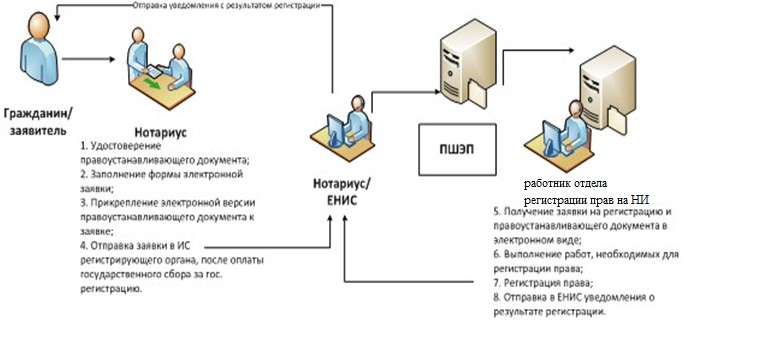 Отправка уведомления с результатом регистрации
Гражданин/
заявитель
Нотариус
1. Удостоверение
правоустанавливающего документа;
2. Заполнение формы электронной
заявки;
3. Прикрепление электронной версии
правоустанавливающего документа к
заявке;
4. Отправка заявки в ИС
регистрирующего органа, после оплаты
государственного сбора за гос.
регистрацию.
Нотариус/
ЕНИС
ПШЭП
работник отдела
регистрации прав на НИ
5. Получение заявки на регистрацию и
правоустанавливающего документа в
электронном виде;
6. Выполнение работ, необходимых для
регистрации права;
7. Регистрация права;
8. Отправка в ЕНИС уведомления о
результате регистрации.